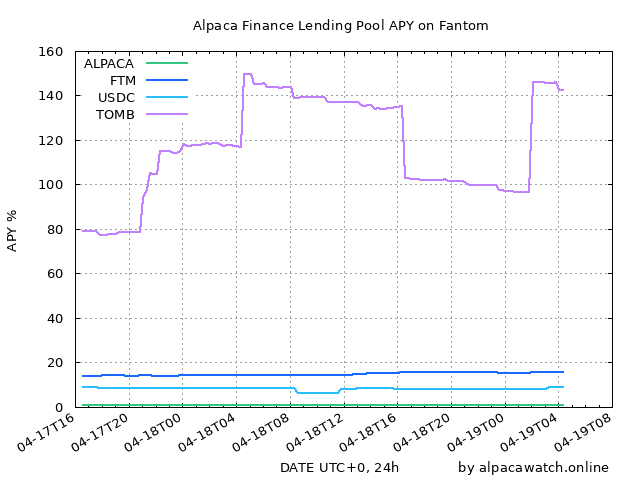 Alpaca Finance Lending Pool APY on Fantom
ALPACA
FTM
USDC
TOMB
APY %
160
140
120
100
80
60
40
20
0
04-17T16
04-17T20
04-18T00
04-18T04
04-18T08
04-18T12
04-18T16
04-18T20
04-19T00
04-19T04
04-19T08
DATE UTC+0, 24h
by alpacawatch.online